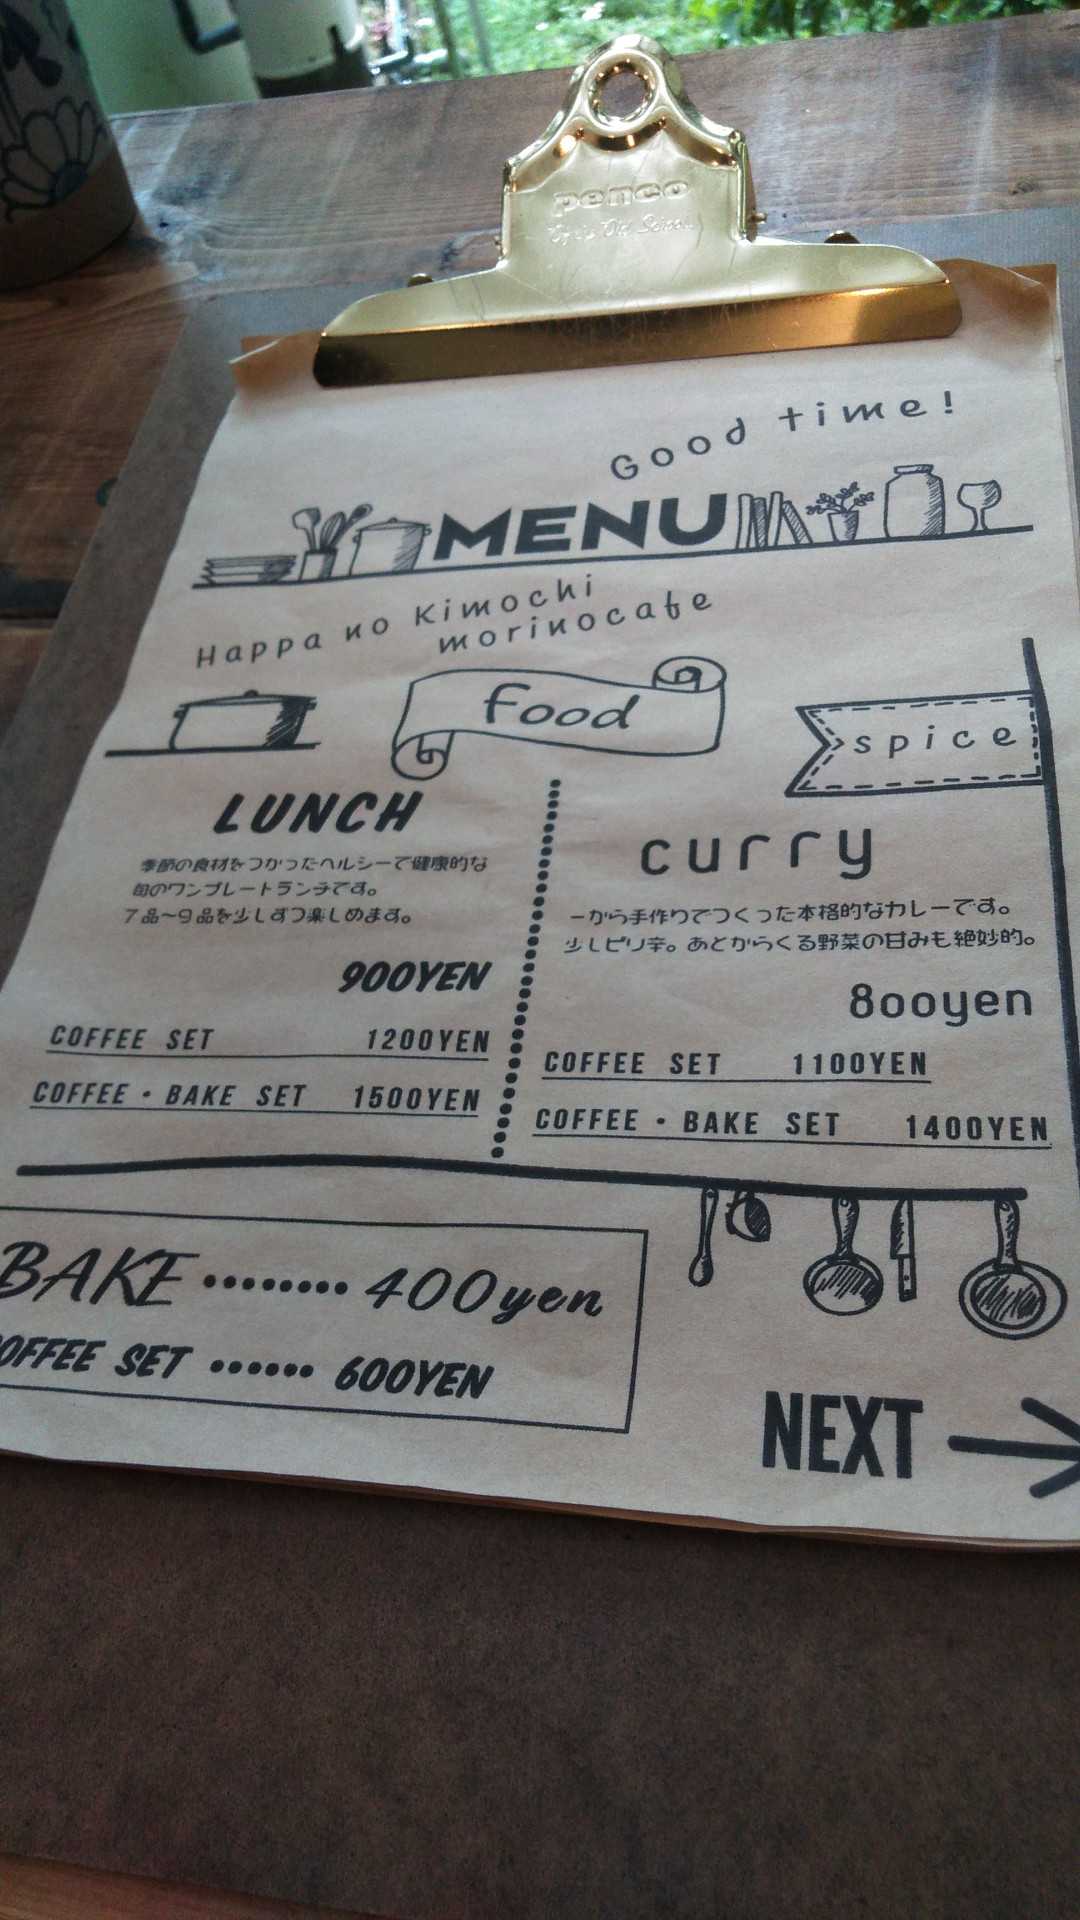 penco
Good time!
MENU
Happa no Kimochi
morinocafe
food
spice
LUNCH
季節の食材をつかったヘルシーで健康的な
旬のワンプレートランチです。
7品～9品を少しずつ楽しめます。
900YEN
COFFEE SET 1200YEN
COFFEE・BAKE SET 1500YEN
curry
一から手作りでつくった本格的なカレーです。
少しピリ辛。あとからくる野菜の甘みも絶妙的。
800yen
COFFEE SET 1100YEN
COFFEE・BAKE SET 1400YEN
BAKE ········ 400yen
OFFEE SET ······ 600YEN
NEXT →